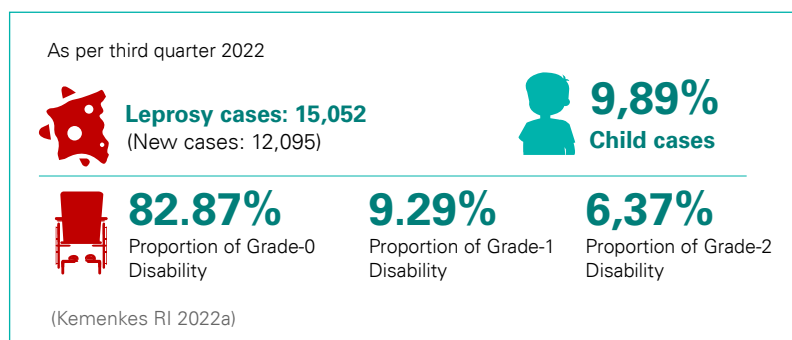 As per third quarter 2022
Leprosy cases: 15,052
(New cases: 12,095)
9,89%
Child cases
82.87%
Proportion of Grade-0
Disability
9.29%
Proportion of Grade-1
Disability
6,37%
Proportion of Grade-2
Disability
(Kemenkes RI 2022a)